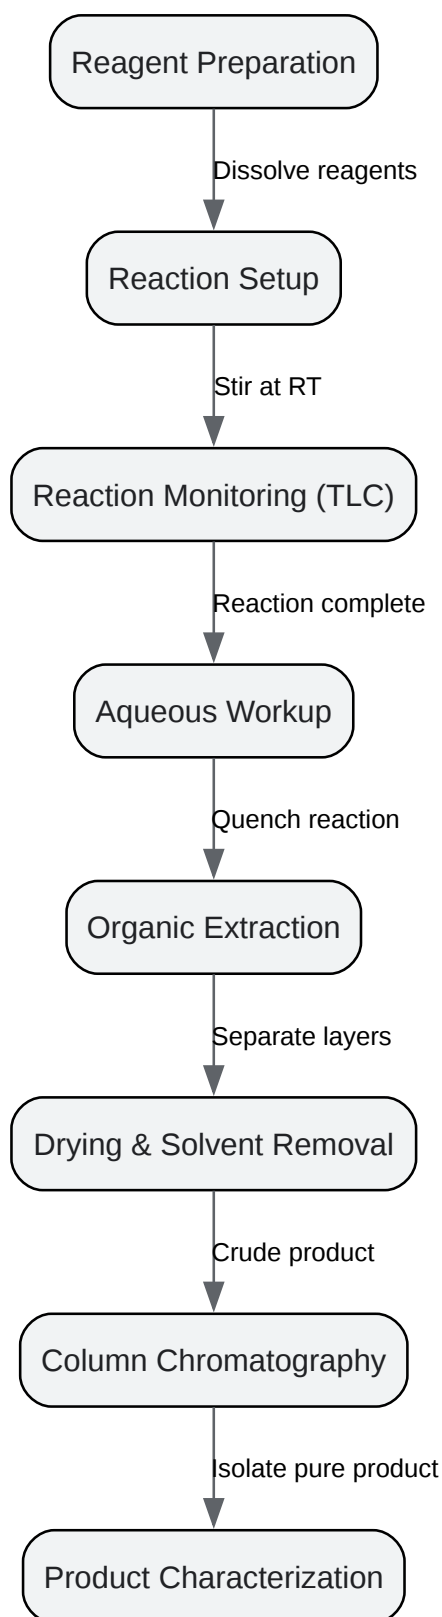 Reagent Preparation
Dissolve reagents
Reaction Setup
Stir at RT
Reaction Monitoring (TLC)
Reaction complete
Aqueous Workup
Quench reaction
Organic Extraction
Separate layers
Drying & Solvent Removal
Crude product
Column Chromatography
Isolate pure product
Product Characterization